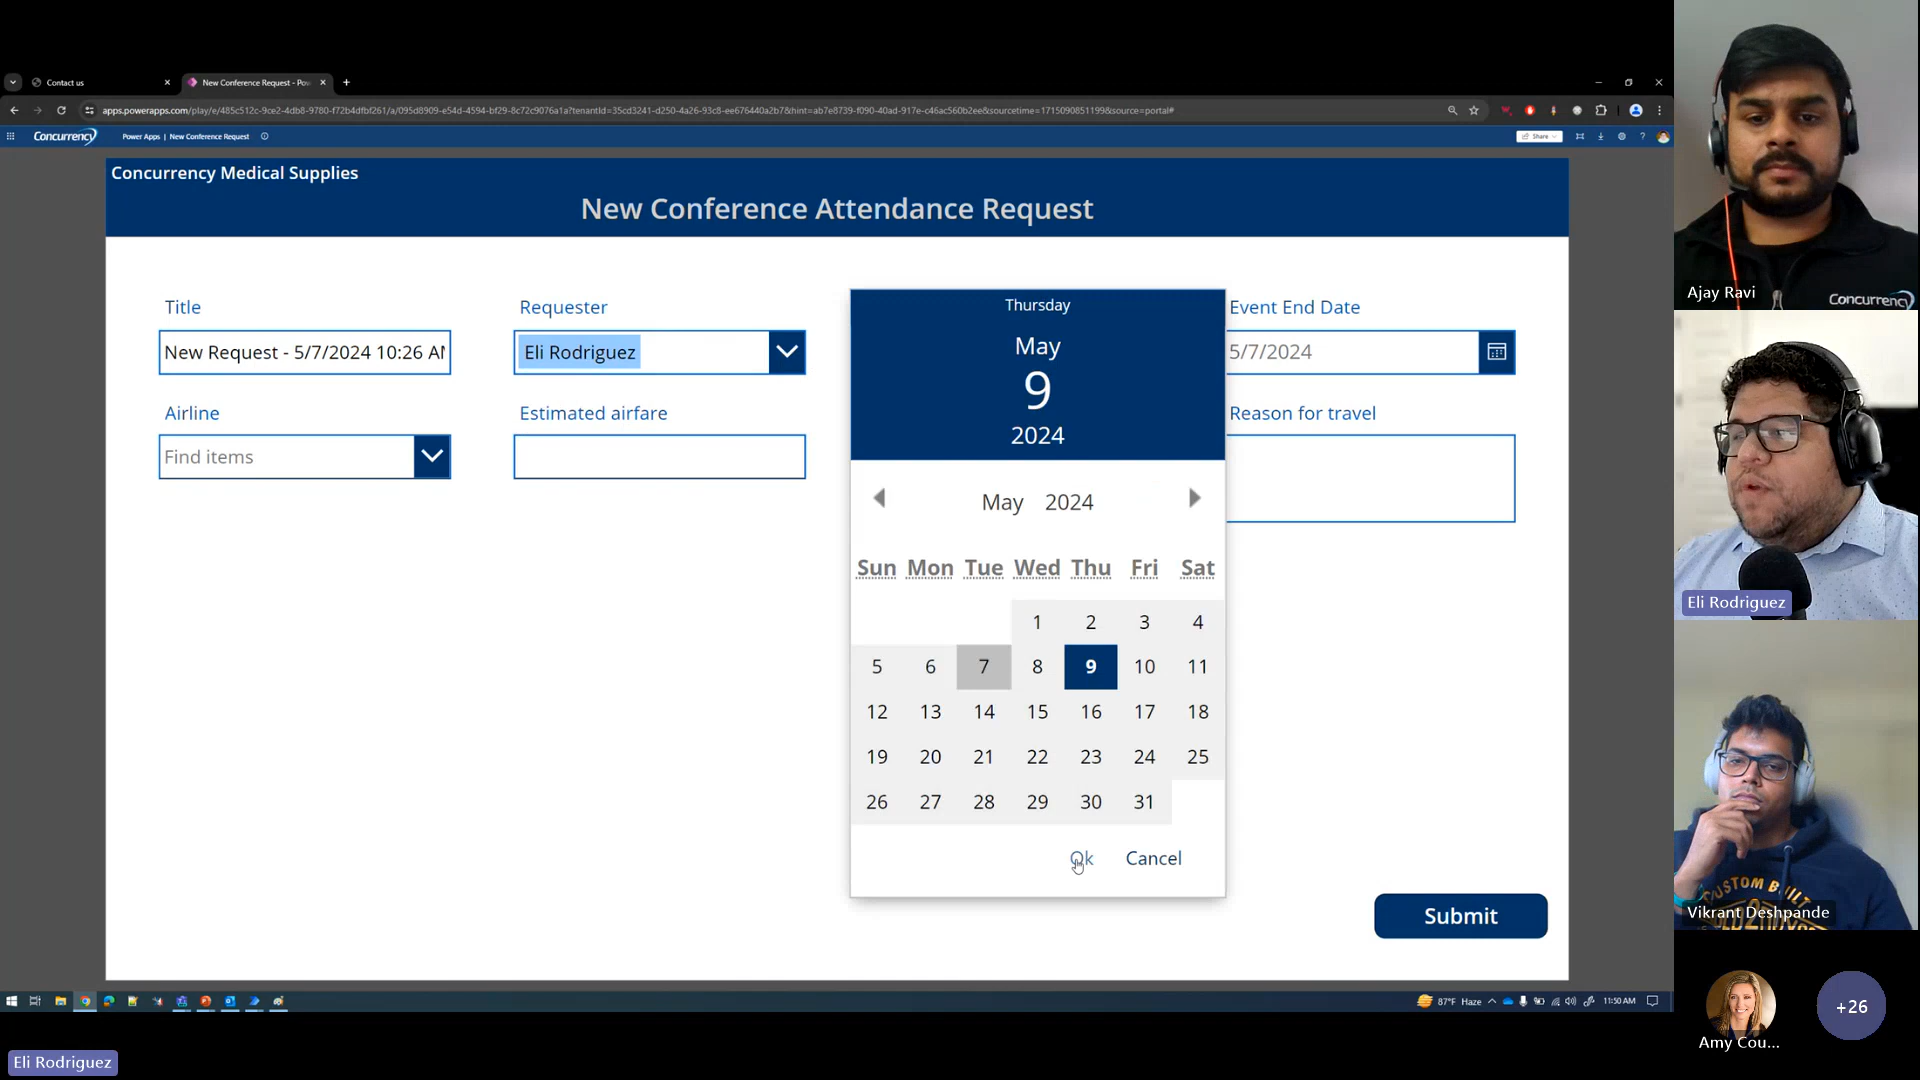 Contact us
New Conference Request - Pow
apps.powerapps.com/play/e/485c512c-9ce2-4db8-9780-f72b4dfbf261/a/095d8909-e54d-4594-bf29-8c72c9076a1a?tenantId=35cd3241-d250-4a26-93c8-ee676440a2b7&hint=ab7e8739-f090-40ad-917e-c46ac560b2ee&sourcetime=1715090851199&source=portal#
Concurrency
Power Apps | New Conference Request
Share
Concurrency Medical Supplies
New Conference Attendance Request
Title
Requester
Event End Date
New Request - 5/7/2024 10:26 AM
Eli Rodriguez
5/7/2024
Airline
Estimated airfare
Reason for travel
Find items
Thursday
May
9
2024
May 2024
Sun Mon Tue Wed Thu Fri Sat
1 2 3 4
5 6 7 8 9 10 11
12 13 14 15 16 17 18
19 20 21 22 23 24 25
26 27 28 29 30 31
Ok Cancel
Submit
87°F Haze
11:50 AM
Ajay Ravi
Concurrency
Eli Rodriguez
CUSTOM BUILT
Vikrant Deshpande
Amy Cou...
+26
Eli Rodriguez